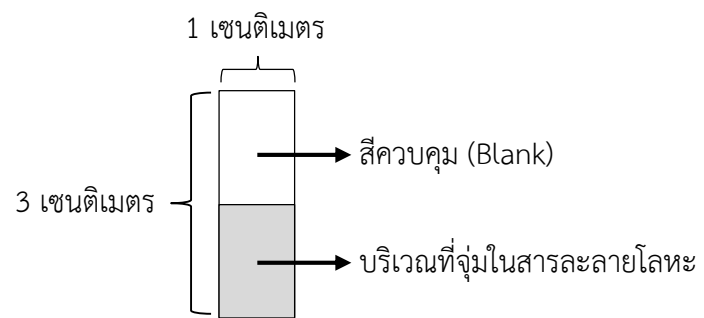 1 เซนติเมตร
สีควบคุม (Blank)
3 เซนติเมตร
บริเวณที่จุ่มในสารละลายโลหะ